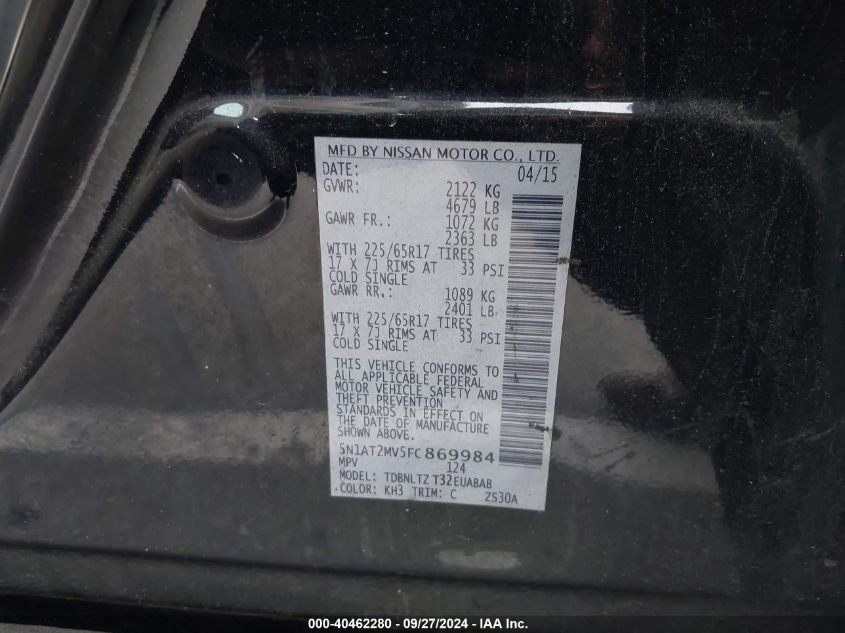 MFD BY NISSAN MOTOR CO., LTD.
DATE: 04/15
GVWR: 2122 KG
4679 LB
GAWR FR.: 1072 KG
2363 LB
WITH 225/65R17 TIRES
17 X 7J RIMS AT 33 PSI
COLD SINGLE
GAWR RR.: 1089 KG
2401 LB
WITH 225/65R17 TIRES
17 X 7J RIMS AT 33 PSI
COLD SINGLE
THIS VEHICLE CONFORMS TO
ALL APPLICABLE FEDERAL
MOTOR VEHICLE SAFETY AND
THEFT PREVENTION
STANDARDS IN EFFECT ON
THE DATE OF MANUFACTURE
SHOWN ABOVE.
5N1AT2MV5FC869984
MPV 124
MODEL: TDBNLTZ T32EUABAB
COLOR: KH3 TRIM: C ZS30A
000-40462280 - 09/27/2024 - IAA Inc.